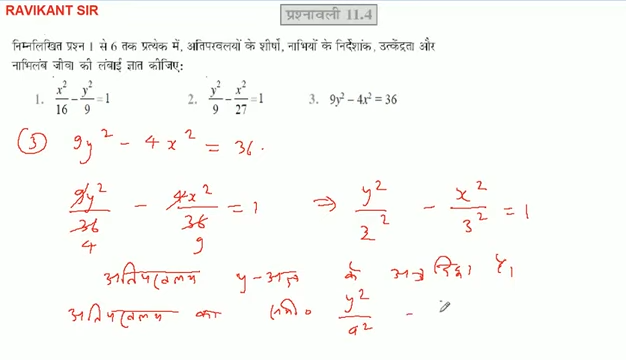 RAVIKANT SIR
प्रश्नावली 11.4
निम्नलिखित प्रश्न 1 से 6 तक प्रत्येक में, अतिपरवलयों के शीर्षों, नाभियों के निर्देशांक, उत्केंद्रता और
नाभिलंब जीवा की लंबाई ज्ञात कीजिए:
1. x²/16 − y²/9 = 1 2. y²/9 − x²/27 = 1 3. 9y² − 4x² = 36
(3) 9y² − 4x² = 36.
9y²/36 − 4x²/36 = 1 ⇒ y²/2² − x²/3² = 1
4 9
अतिपरवलय y-अक्ष के अनुदिश है।
अतिपरवलय का समी० y²/a² −